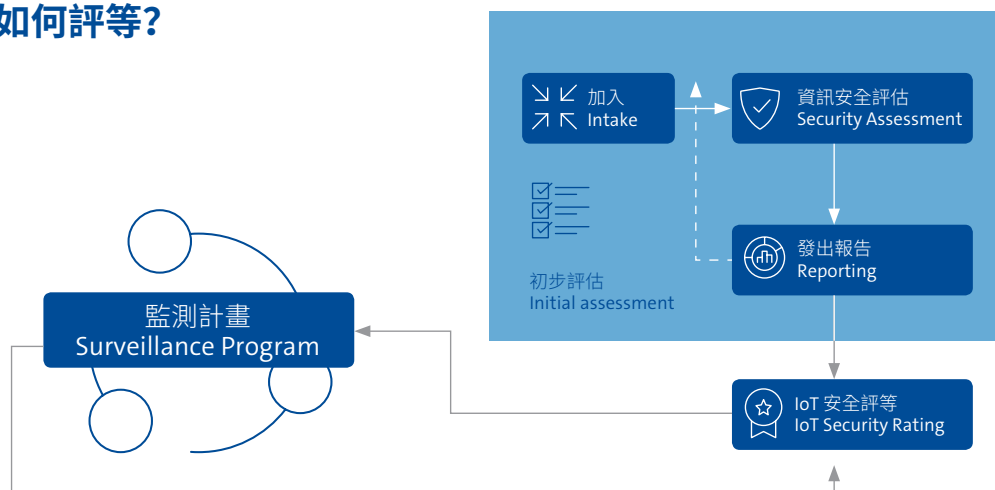 如何評等?
加入
Intake
資訊安全評估
Security Assessment
發出報告
Reporting
初步評估
Initial assessment
監測計畫
Surveillance Program
IoT 安全評等
IoT Security Rating